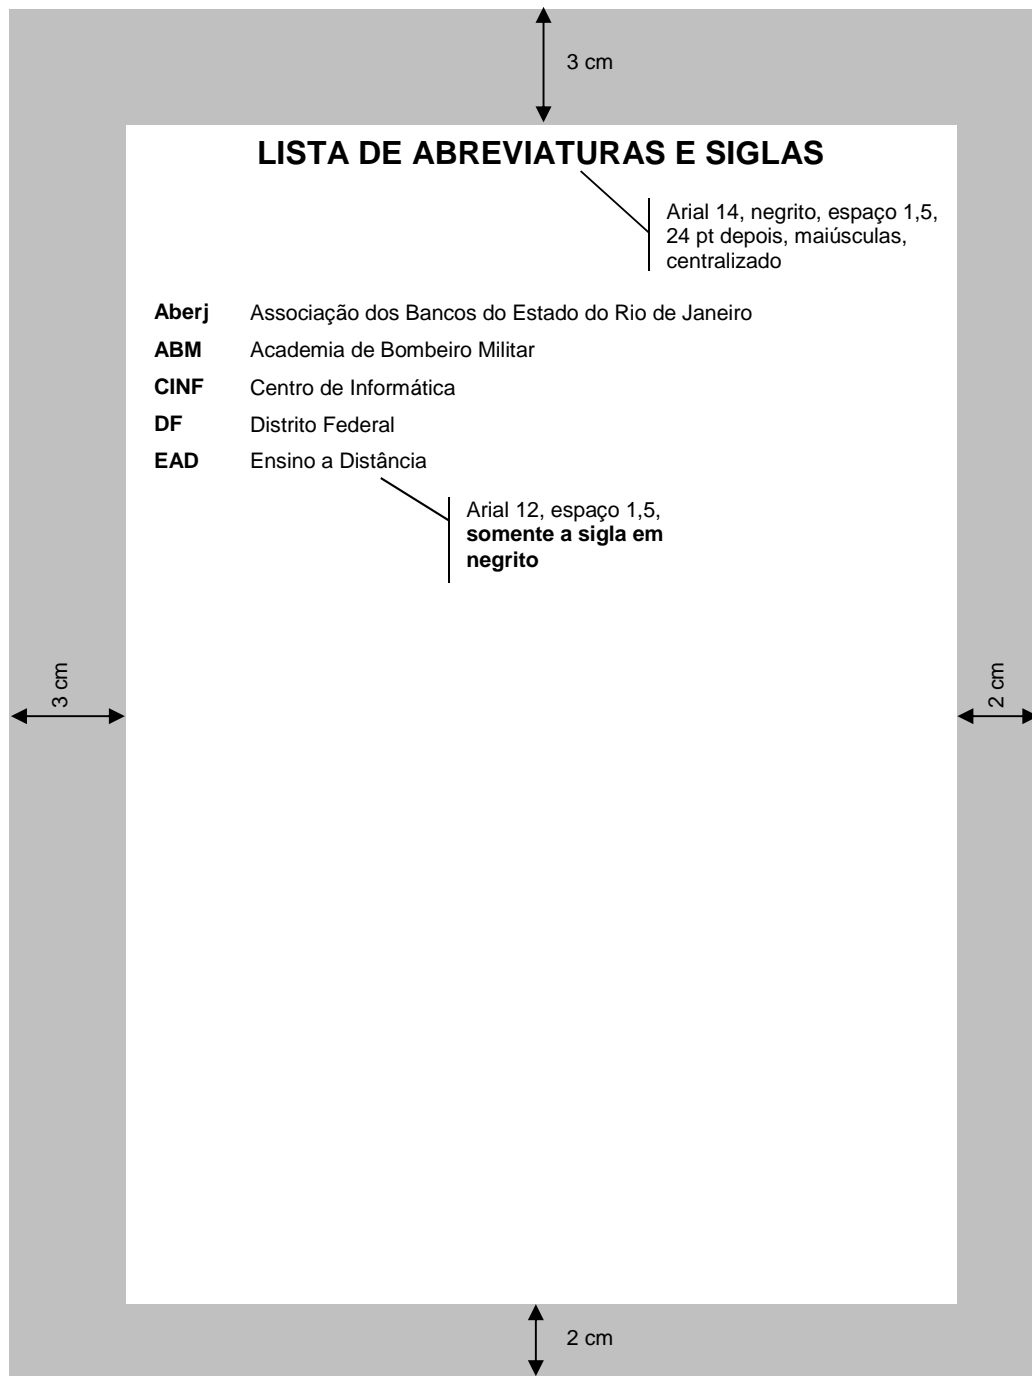 3 cm
LISTA DE ABREVIATURAS E SIGLAS
Arial 14, negrito, espaço 1,5,
24 pt depois, maiúsculas,
centralizado
Aberj Associação dos Bancos do Estado do Rio de Janeiro
ABM Academia de Bombeiro Militar
CINF Centro de Informática
DF Distrito Federal
EAD Ensino a Distância
Arial 12, espaço 1,5,
somente a sigla em
negrito
3 cm
2 cm
2 cm